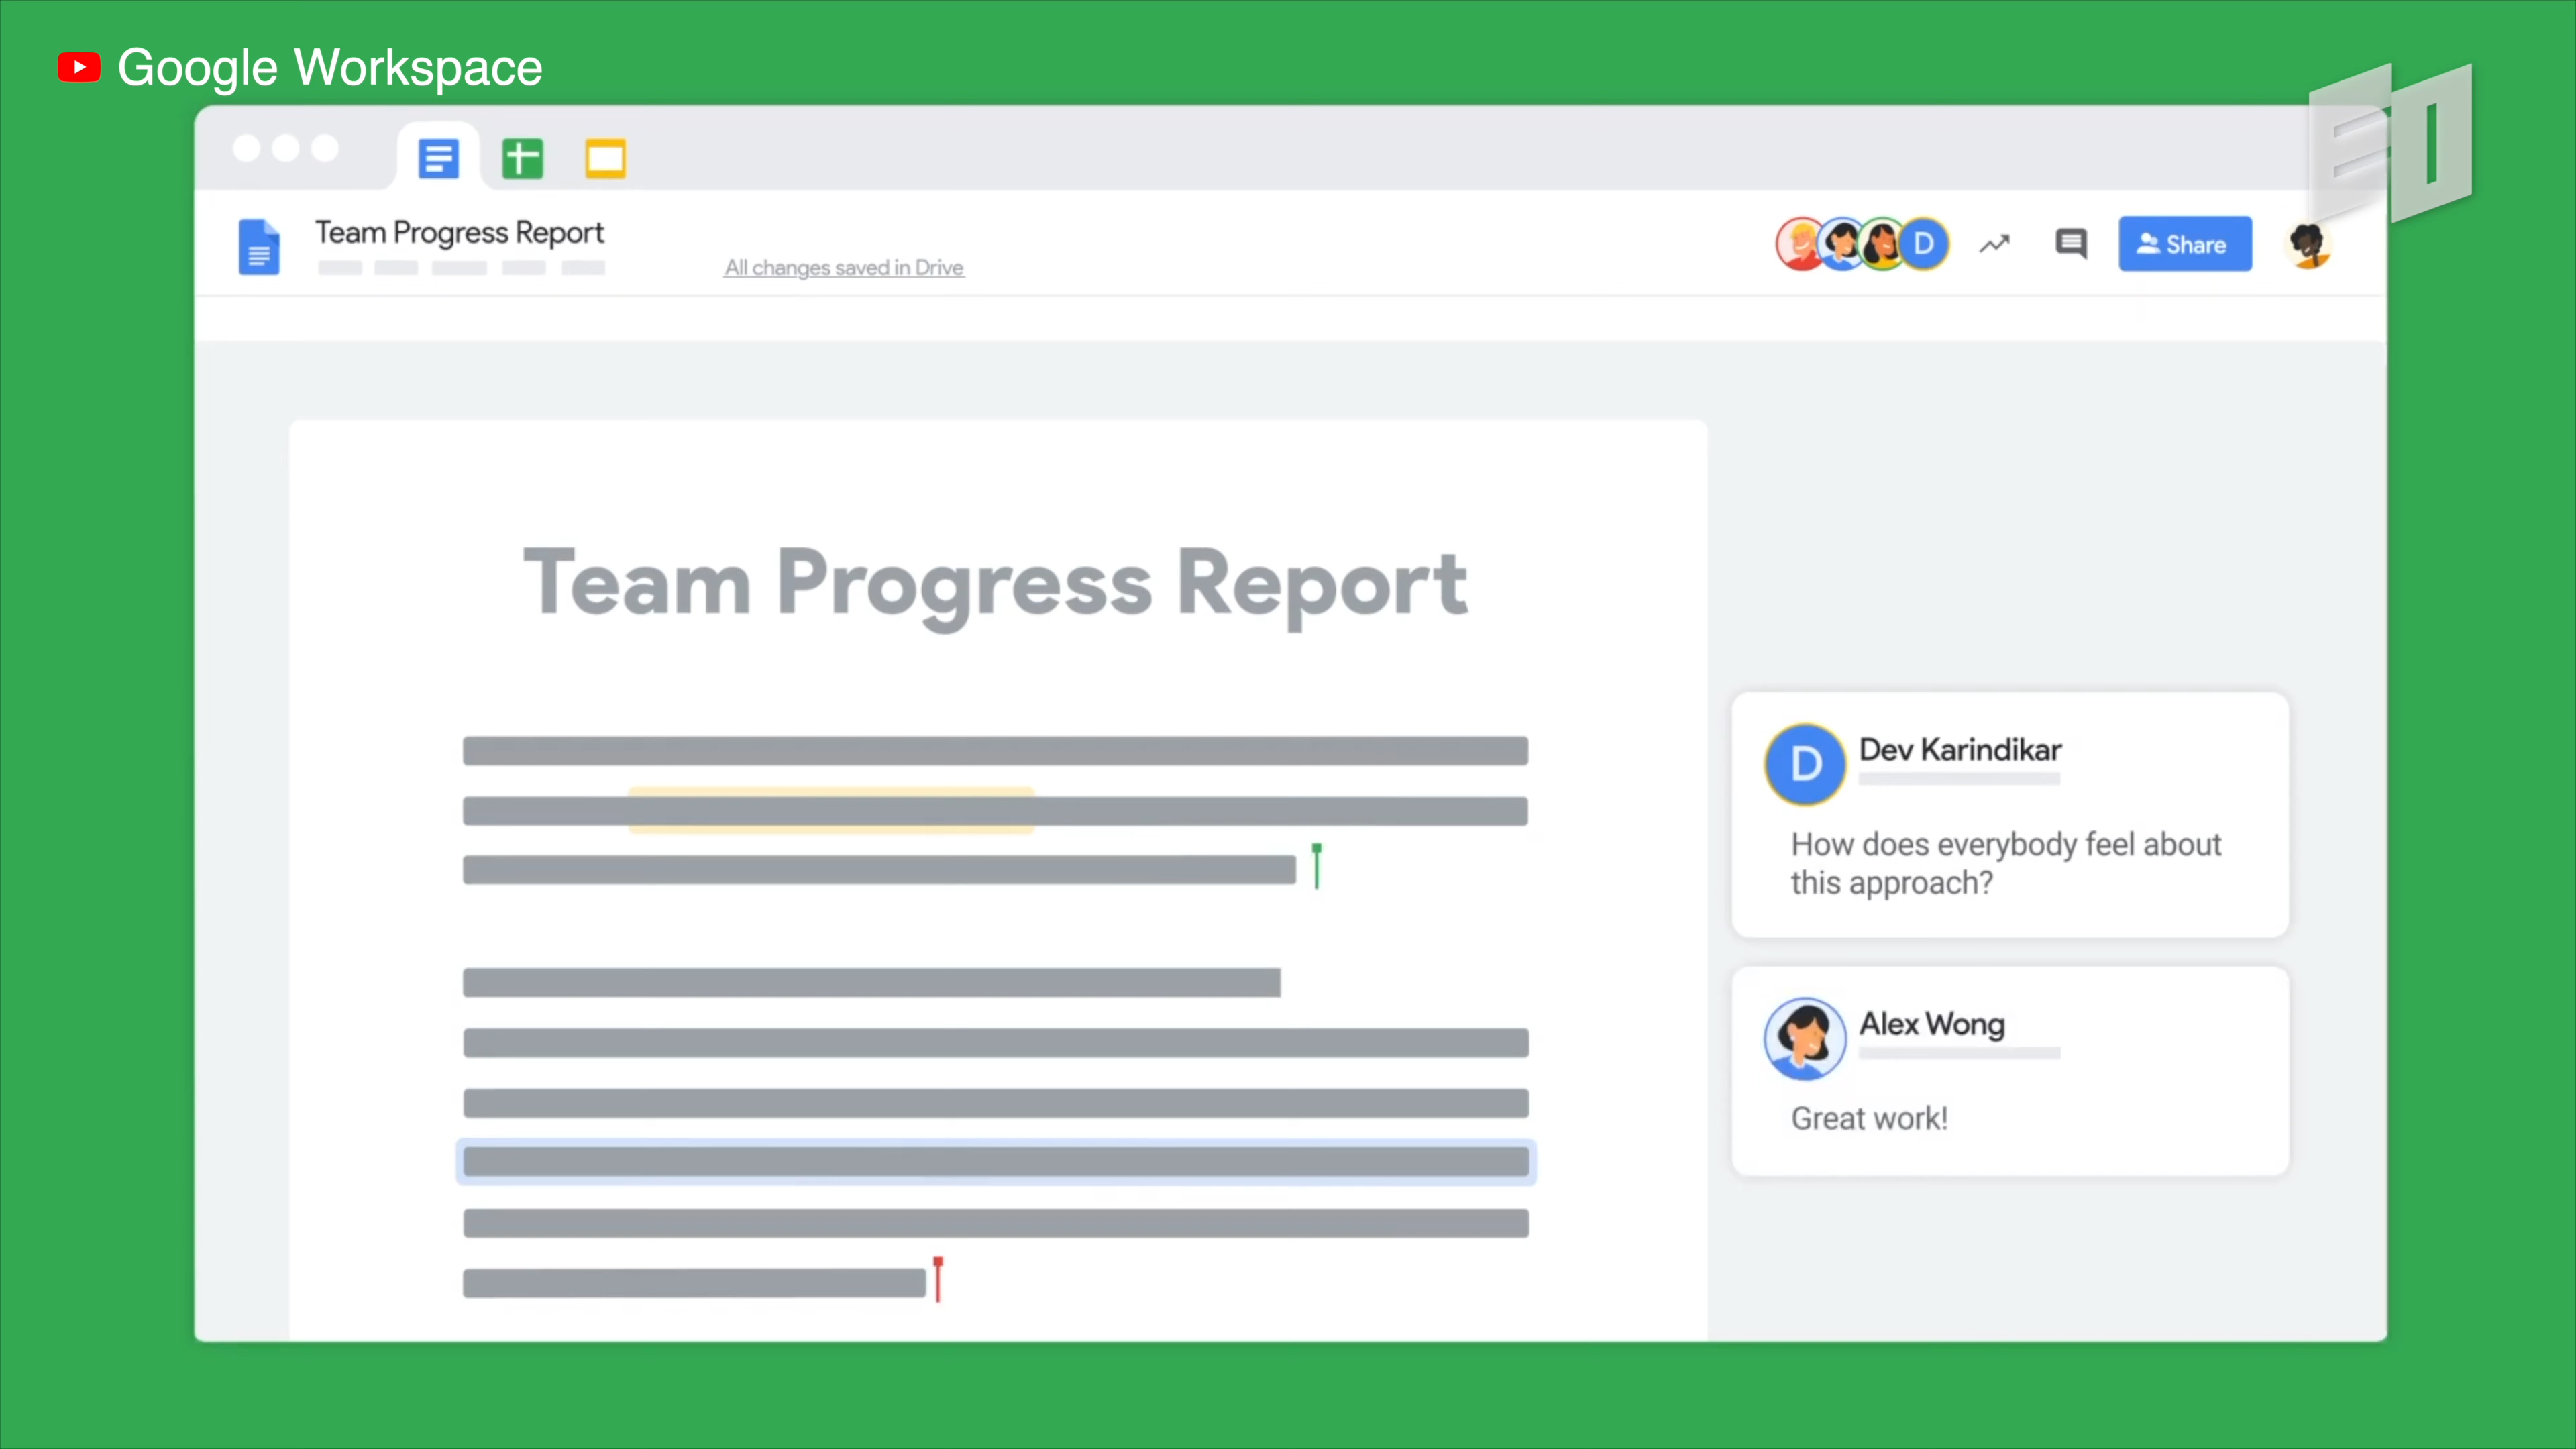 Google Workspace
EO
Team Progress Report
All changes saved in Drive
D
Share
Team Progress Report
D
Dev Karindikar
How does everybody feel about
this approach?
Alex Wong
Great work!